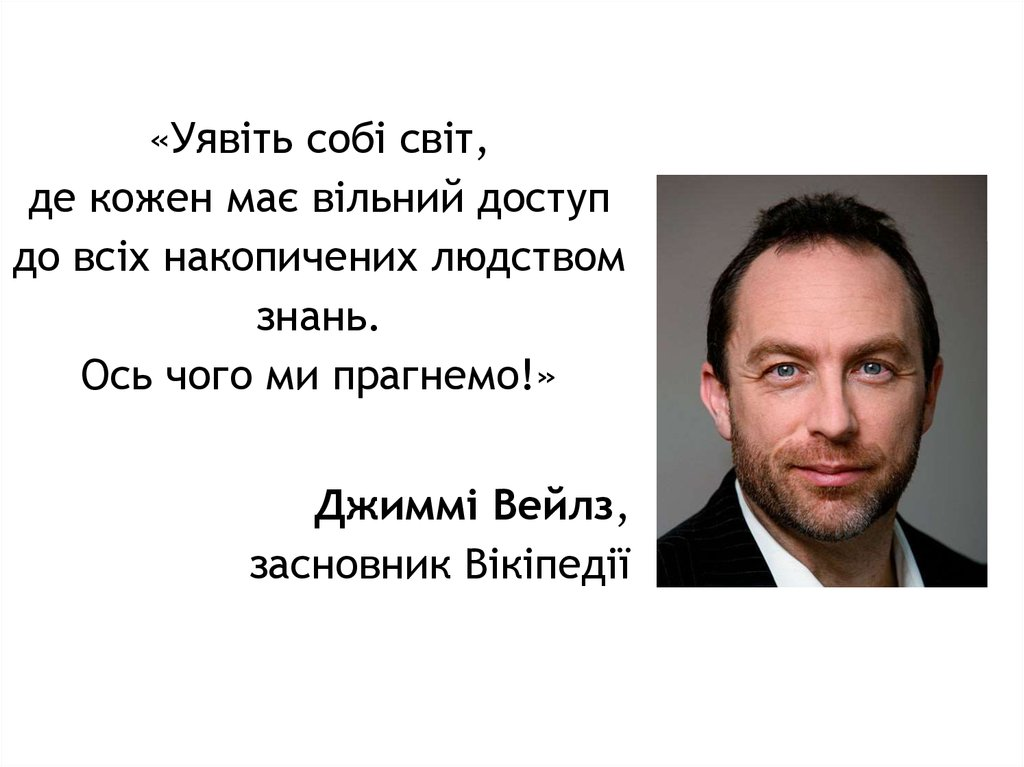 «Уявіть собі світ,
де кожен має вільний доступ
до всіх накопичених людством
знань.
Ось чого ми прагнемо!»
Джиммі Вейлз,
засновник Вікіпедії